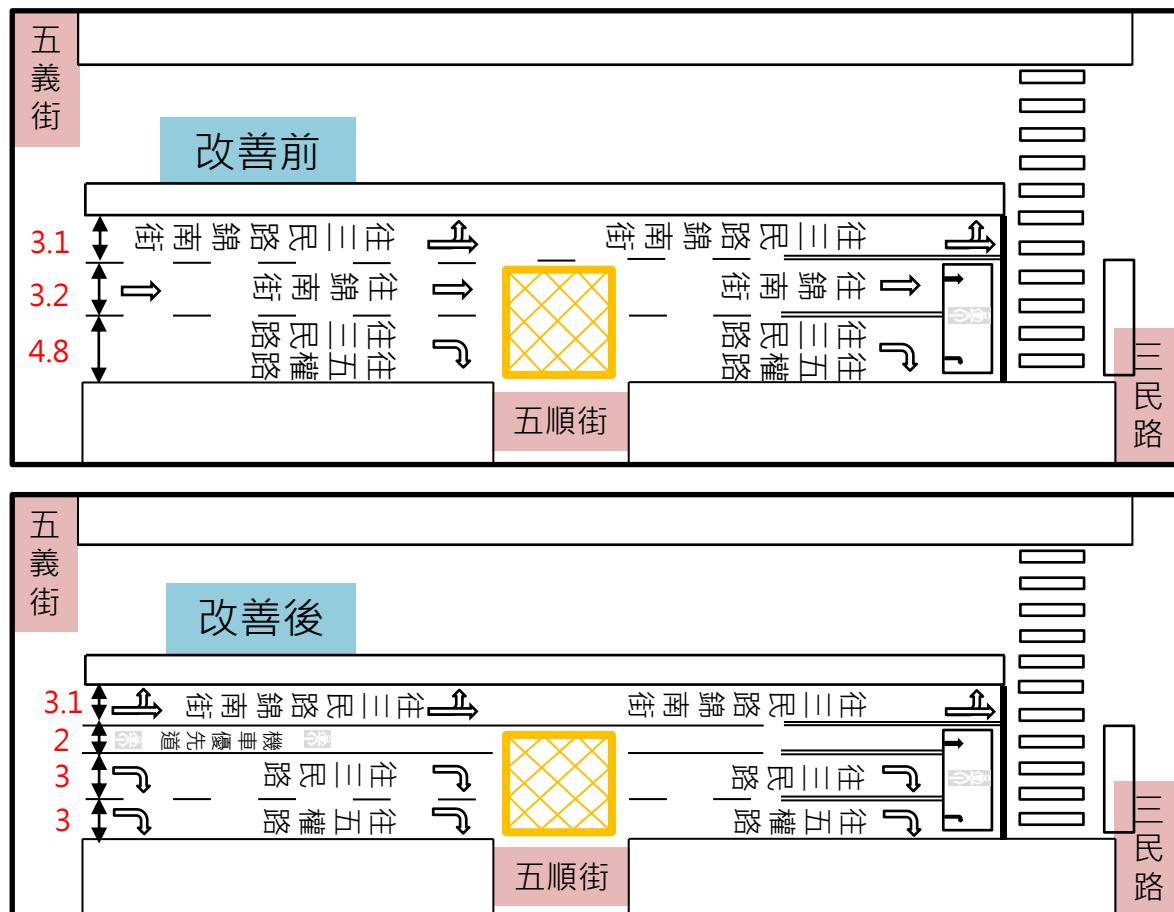 五義街
改善前
3.1
往三民路錦南街
往三民路錦南街
3.2
往錦南街
往錦南街
4.8
往三民路
往五權路
往三民路
往五權路
五順街
三民路
五義街
改善後
3.1
往三民路錦南街
往三民路錦南街
2
機車優先道
3
往三民路
往三民路
3
往五權路
往五權路
五順街
三民路